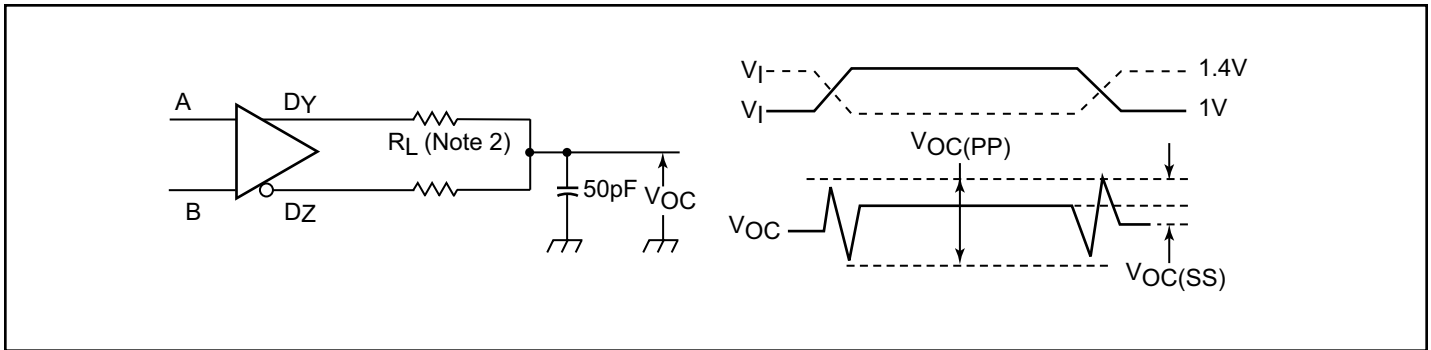 A
DY
RL (Note 2)
B
DZ
50pF
VOC
VI
1.4V
VI
1V
VOC(PP)
VOC
VOC(SS)